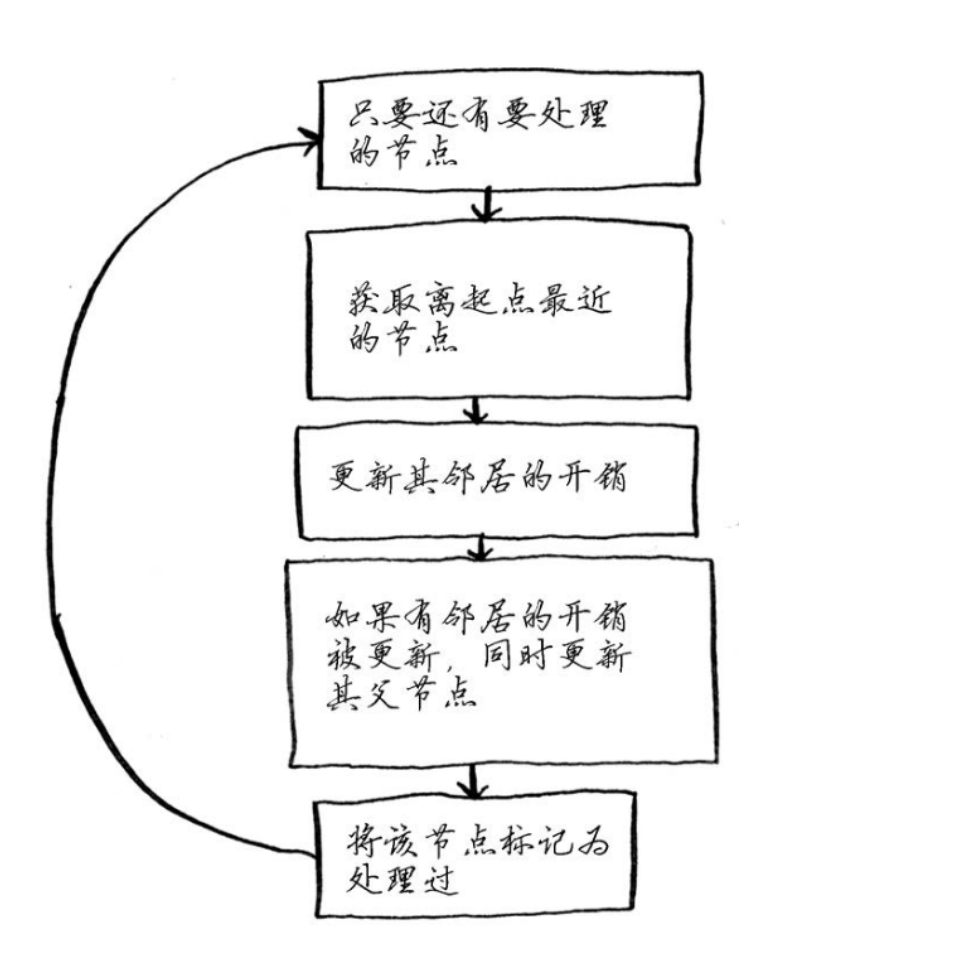 只要还有要处理
的节点
获取离起点最近
的节点
更新其邻居的开销
如果有邻居的开销
被更新，同时更新
其父节点
将该节点标记为
处理过